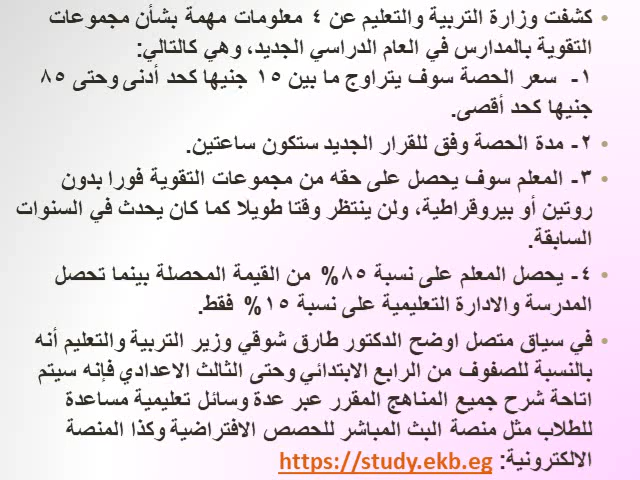 كشفت وزارة التربية والتعليم عن ٤ معلومات مهمة بشأن مجموعات
التقوية بالمدارس في العام الدراسي الجديد، وهي كالتالي:
١- سعر الحصة سوف يتراوح ما بين ١٥ جنيها كحد أدنى وحتى ٨٥
جنيها كحد أقصى.
٢- مدة الحصة وفق للقرار الجديد ستكون ساعتين.
٣- المعلم سوف يحصل على حقه من مجموعات التقوية فورا بدون
روتين أو بيروقراطية، ولن ينتظر وقتا طويلا كما كان يحدث في السنوات
السابقة.
٤- يحصل المعلم على نسبة ٨٥% من القيمة المحصلة بينما تحصل
المدرسة والادارة التعليمية على نسبة ١٥% فقط.
في سياق متصل اوضح الدكتور طارق شوقي وزير التربية والتعليم أنه
بالنسبة للصفوف من الرابع الابتدائي وحتى الثالث الاعدادي فإنه سيتم
اتاحة شرح جميع المناهج المقرر عبر عدة وسائل تعليمية مساعدة
للطلاب مثل منصة البث المباشر للحصص الافتراضية وكذا المنصة
الالكترونية: https://study.ekb.eg